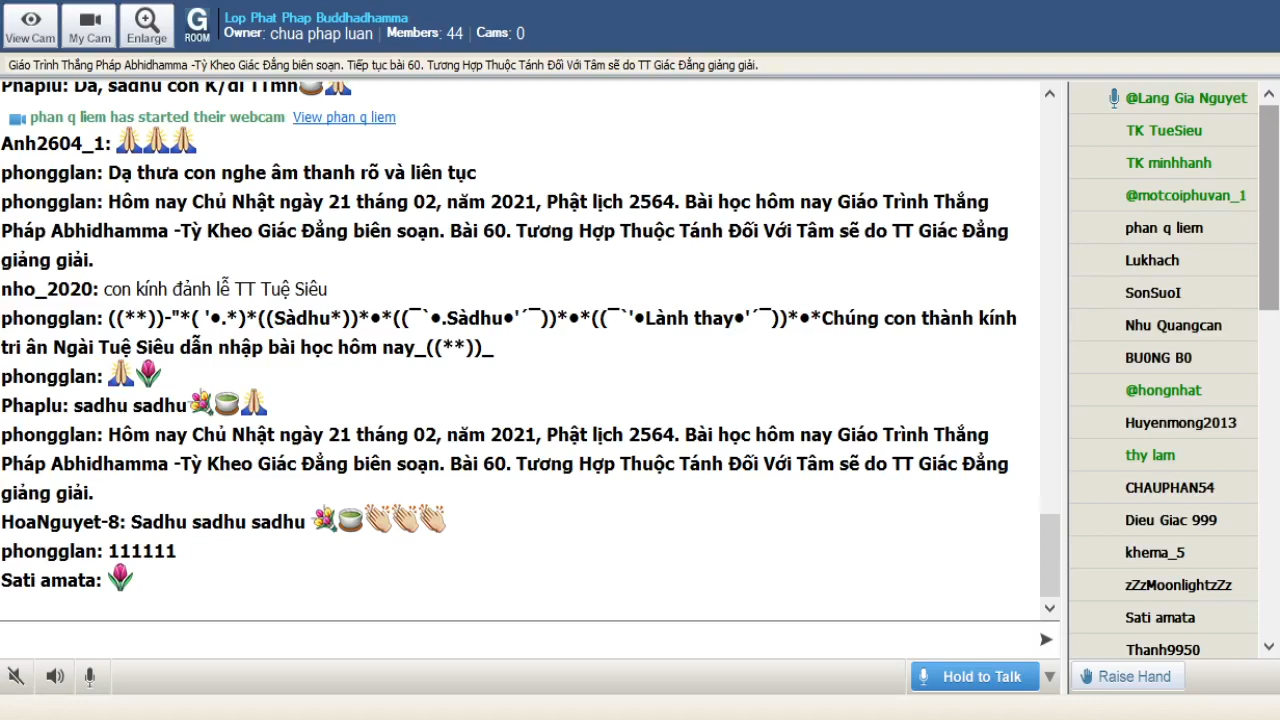 View Cam
My Cam
Enlarge
G
ROOM
Lop Phat Phap Buddhadhamma
Owner: chua phap luan | Members: 44 | Cams: 0
Giáo Trình Thắng Pháp Abhidhamma -Tỳ Kheo Giác Đẳng biên soạn. Tiếp tục bài 60. Tương Hợp Thuộc Tánh Đối Với Tâm sẽ do TT Giác Đẳng giảng giải.
Phaplu: Dạ, sadhu con K/đl TTmh
phan q liem has started their webcam View phan q liem
Anh2604_1:
phongglan: Dạ thưa con nghe âm thanh rõ và liên tục
phongglan: Hôm nay Chủ Nhật ngày 21 tháng 02, năm 2021, Phật lịch 2564. Bài học hôm nay Giáo Trình Thắng
Pháp Abhidhamma -Tỳ Kheo Giác Đẳng biên soạn. Bài 60. Tương Hợp Thuộc Tánh Đối Với Tâm sẽ do TT Giác Đẳng
giảng giải.
nho_2020: con kính đảnh lễ TT Tuệ Siêu
phongglan: ((**))-"*( '●.*)*((Sàdhu*))*●*((¯`●.Sàdhu●'´¯))*●*((¯`'●Lành thay●'´¯))*●*Chúng con thành kính
tri ân Ngài Tuệ Siêu dẫn nhập bài học hôm nay_((**))_
phongglan:
Phaplu: sadhu sadhu
phongglan: Hôm nay Chủ Nhật ngày 21 tháng 02, năm 2021, Phật lịch 2564. Bài học hôm nay Giáo Trình Thắng
Pháp Abhidhamma -Tỳ Kheo Giác Đẳng biên soạn. Bài 60. Tương Hợp Thuộc Tánh Đối Với Tâm sẽ do TT Giác Đẳng
giảng giải.
HoaNguyet-8: Sadhu sadhu sadhu
phongglan: 111111
Sati amata:
Hold to Talk
@Lang Gia Nguyet
TK TueSieu
TK minhhanh
@motcoiphuvan_1
phan q liem
Lukhach
SonSuoI
Nhu Quangcan
BU0NG B0
@hongnhat
Huyenmong2013
thy lam
CHAUPHAN54
Dieu Giac 999
khema_5
zZzMoonlightzZz
Sati amata
Thanh9950
Raise Hand